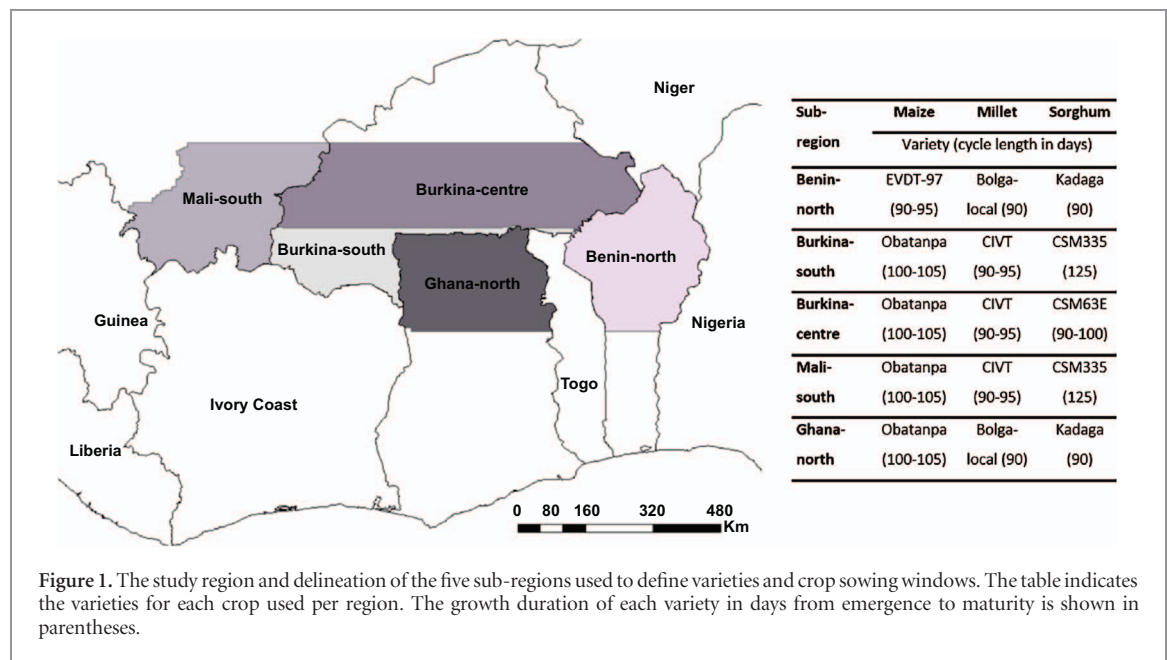 Niger
Mali-south
Burkina-centre
Burkina-south
Ghana-north
Benin-north
Guinea
Nigeria
Ivory Coast
Togo
Liberia
0 80 160 320 480
Km
Sub-region Maize Millet Sorghum
Variety (cycle length in days)
Benin- EVDT-97 Bolga- Kadaga
north (90-95) local (90) (90)
Burkina- Obatanpa CIVT CSM335
south (100-105) (90-95) (125)
Burkina- Obatanpa CIVT CSM63E
centre (100-105) (90-95) (90-100)
Mali- Obatanpa CIVT CSM335
south (100-105) (90-95) (125)
Ghana- Obatanpa Bolga- Kadaga
north (100-105) local (90) (90)
Figure 1. The study region and delineation of the five sub-regions used to define varieties and crop sowing windows. The table indicates
the varieties for each crop used per region. The growth duration of each variety in days from emergence to maturity is shown in
parentheses.